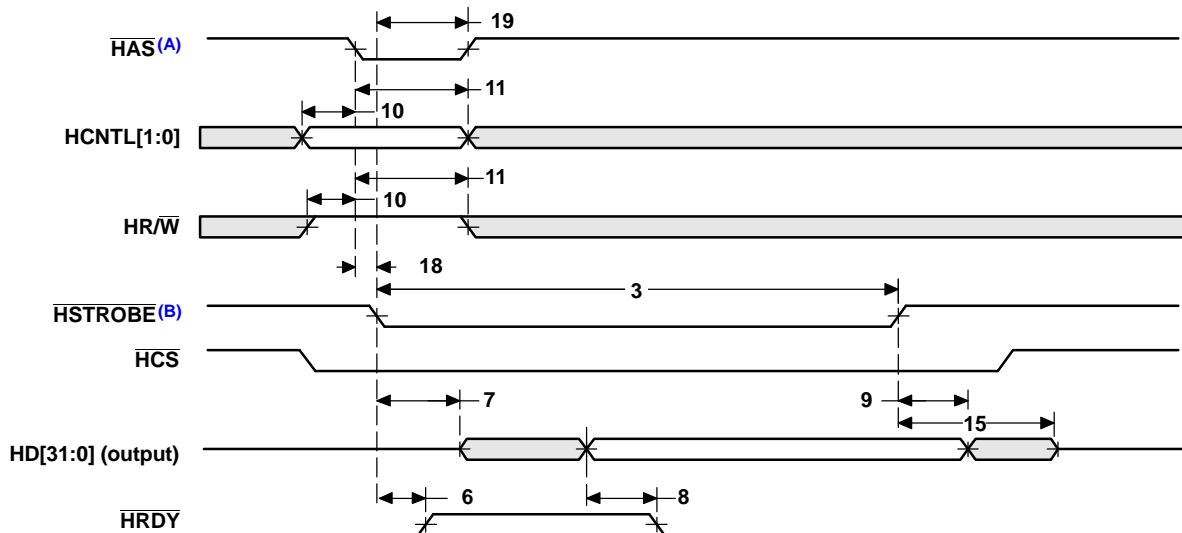 19
HAS(A)
11
10
HCNTL[1:0]
11
10
HR/W
18
3
HSTROBE(B)
HCS
7
9
15
HD[31:0] (output)
6
8
HRDY